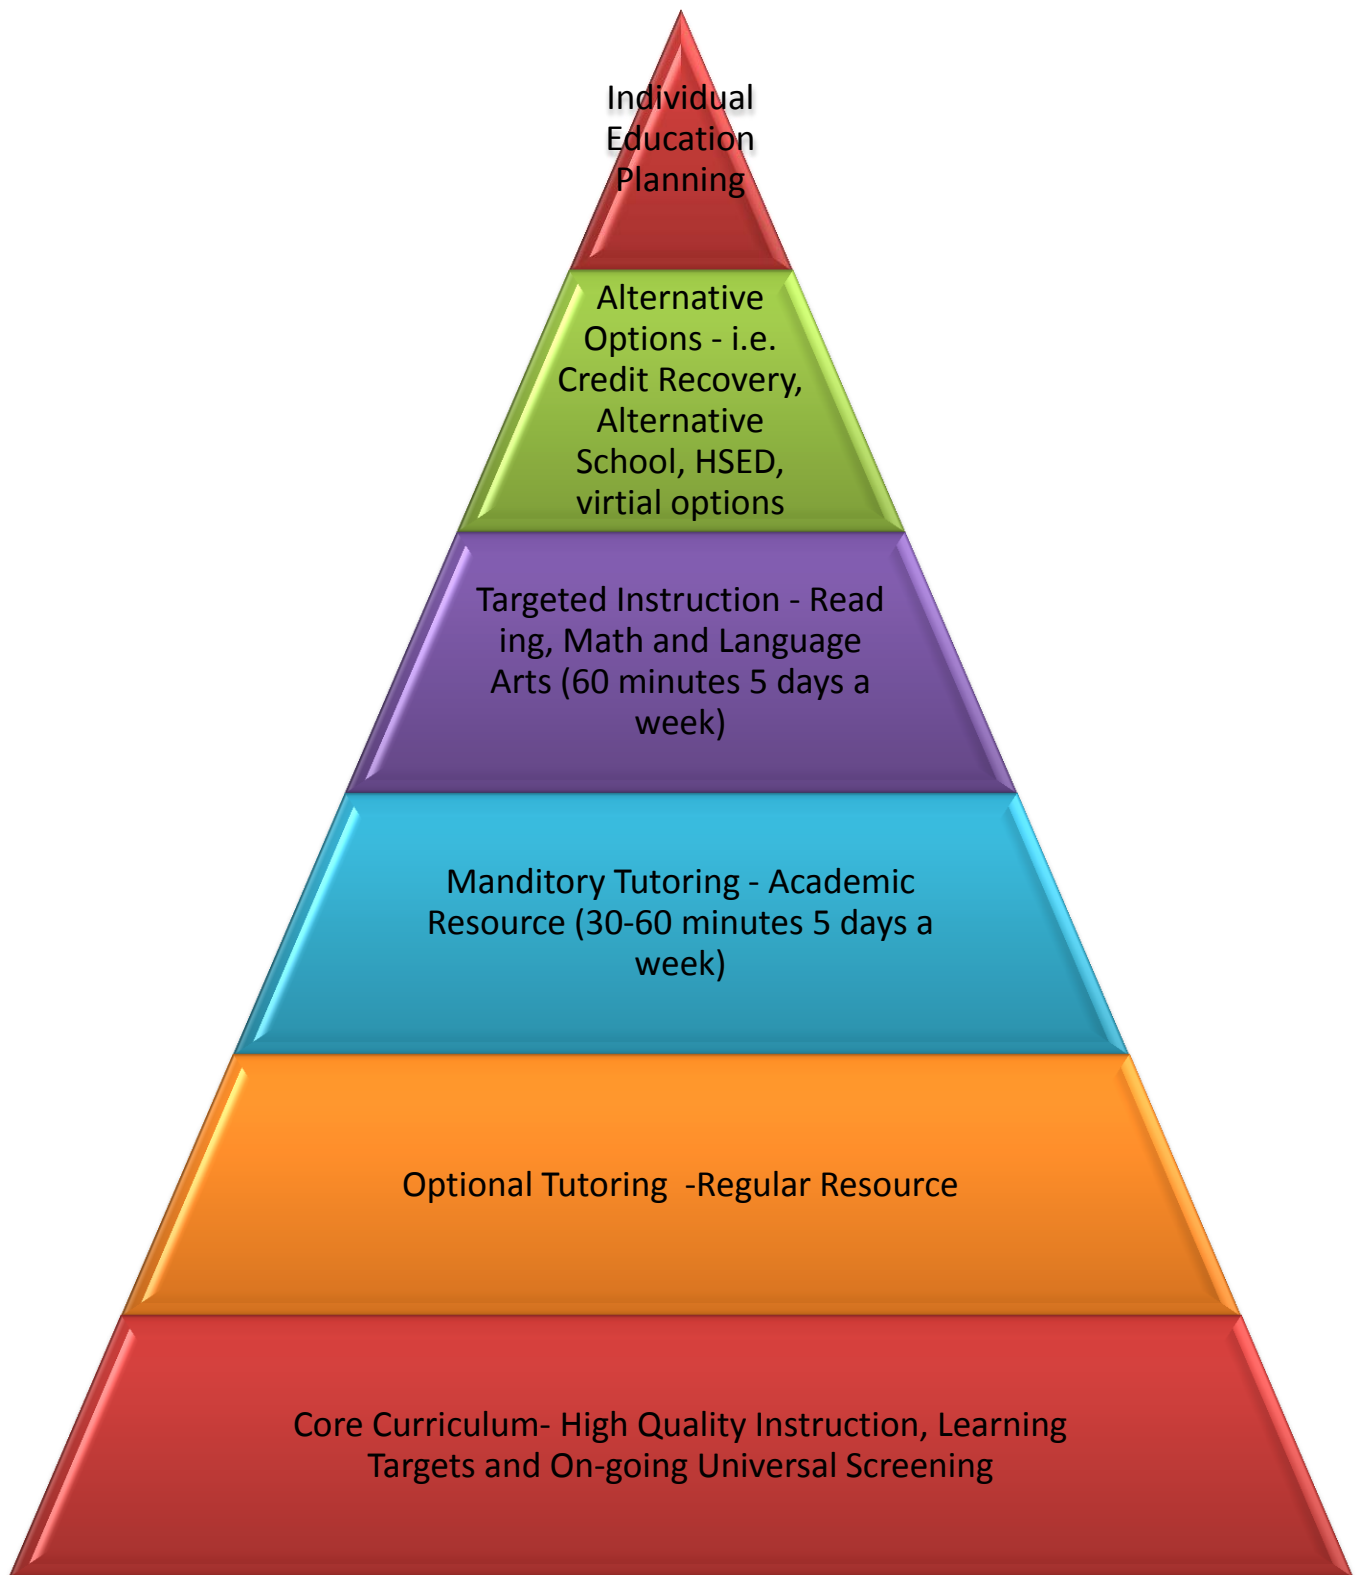 Individual
Education
Planning
Alternative
Options - i.e.
Credit Recovery,
Alternative
School, HSED,
virtial options
Targeted Instruction - Read
ing, Math and Language
Arts (60 minutes 5 days a
week)
Manditory Tutoring - Academic
Resource (30-60 minutes 5 days a
week)
Optional Tutoring  -Regular Resource
Core Curriculum- High Quality Instruction, Learning
Targets and On-going Universal Screening